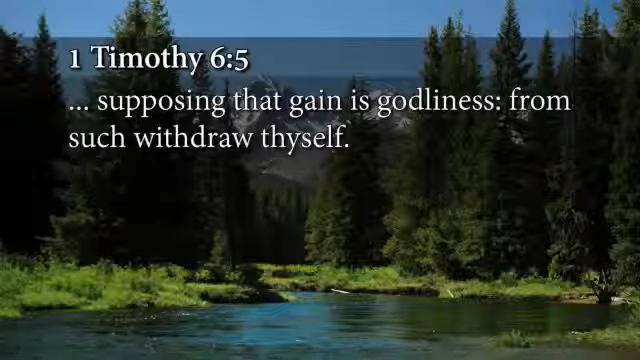 1 Timothy 6:5
... supposing that gain is godliness: from
such withdraw thyself.